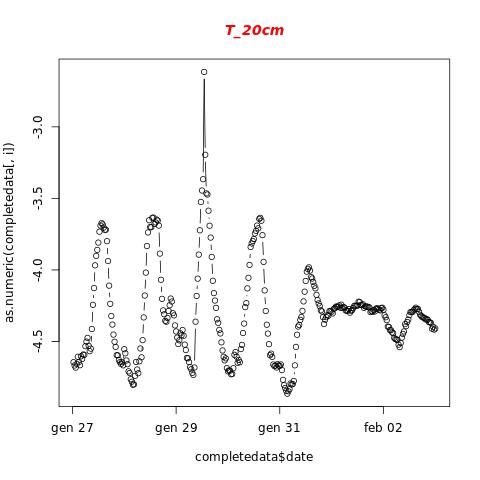 T_20cm
as.numeric(completedata[, i])
-3.0
-3.5
-4.0
-4.5
gen 27
gen 29
gen 31
feb 02
completedata$date